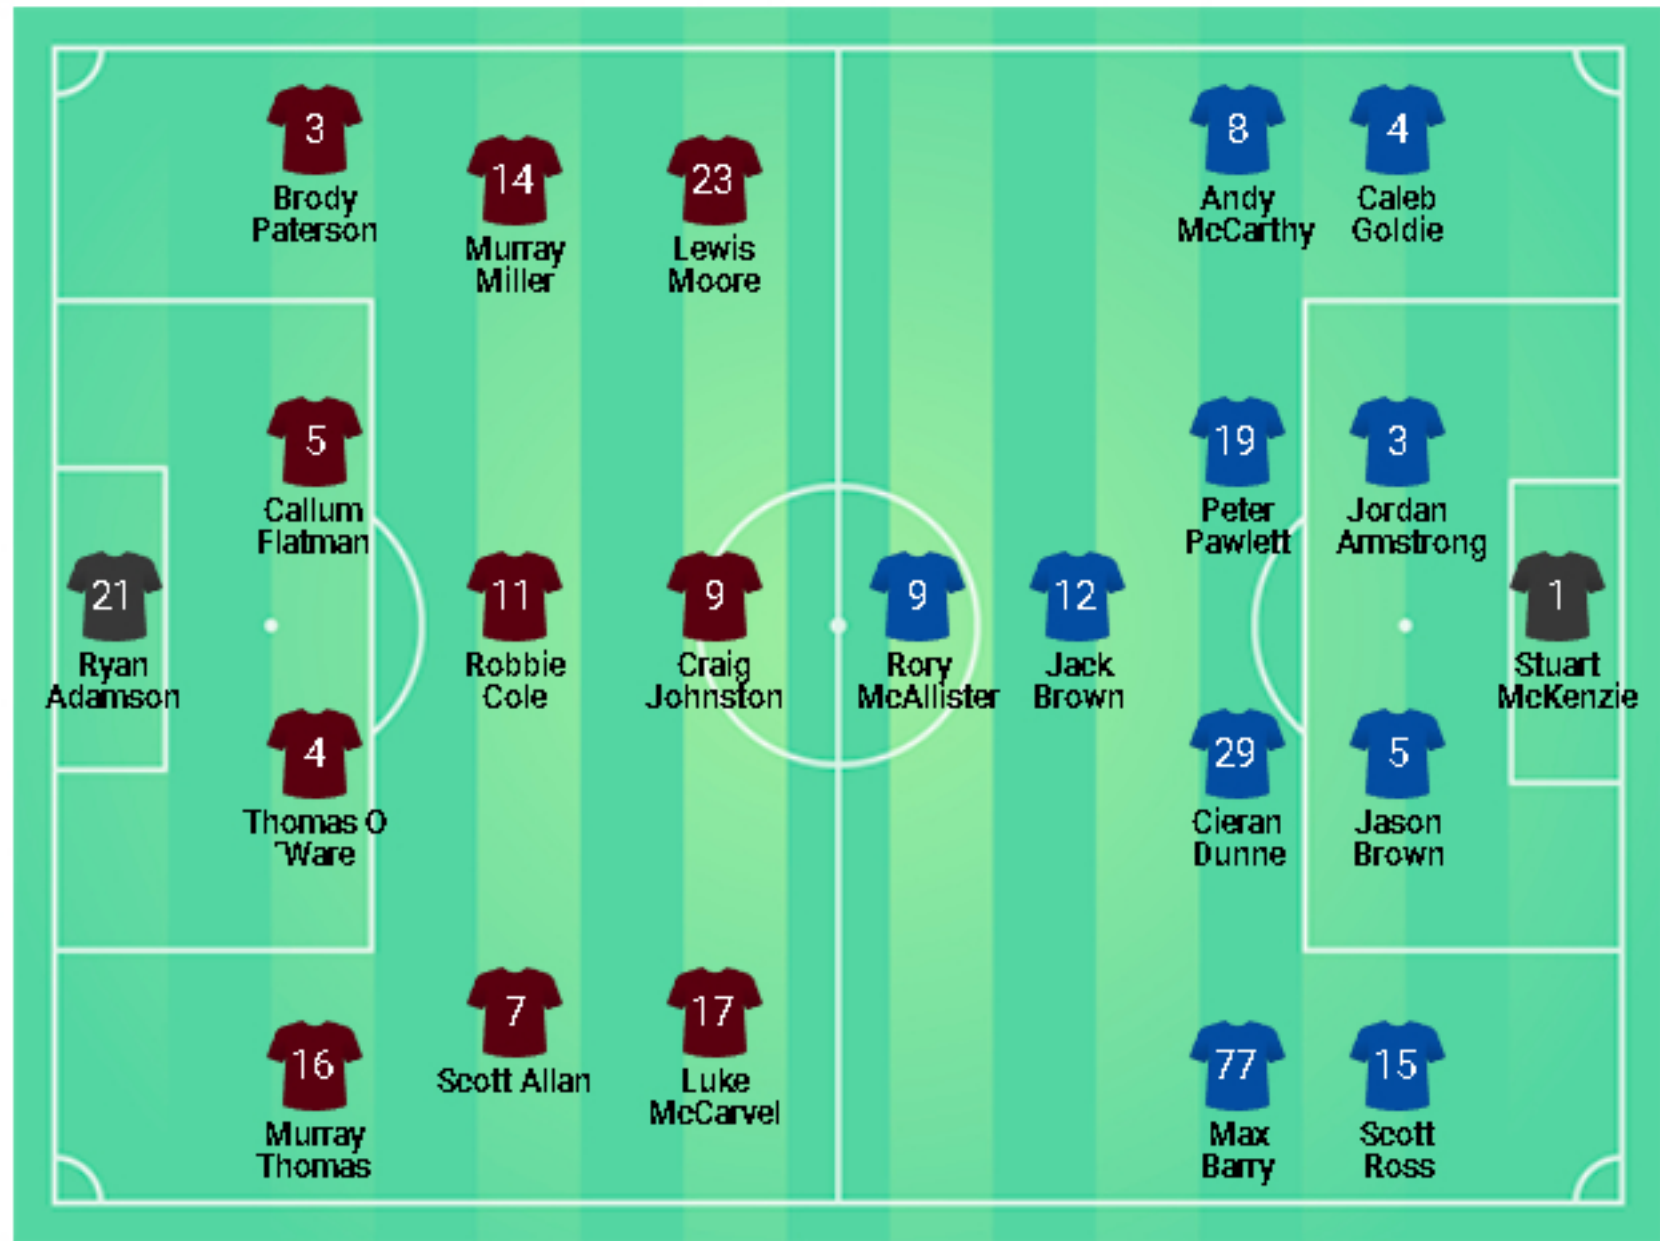 3
Brody
Paterson
14
Murray
Miller
23
Lewis
Moore
8
Andy
McCarthy
4
Caleb
Goldie
5
Callum
Flatman
19
Peter
Pawlett
3
Jordan
Armstrong
21
Ryan
Adamson
11
Robbie
Cole
9
Craig
Johnston
9
Rory
McAllister
12
Jack
Brown
1
Stuart
McKenzie
4
Thomas O
'Ware
29
Cieran
Dunne
5
Jason
Brown
16
Murray
Thomas
7
Scott Allan
17
Luke
McCarvel
77
Max
Barry
15
Scott
Ross